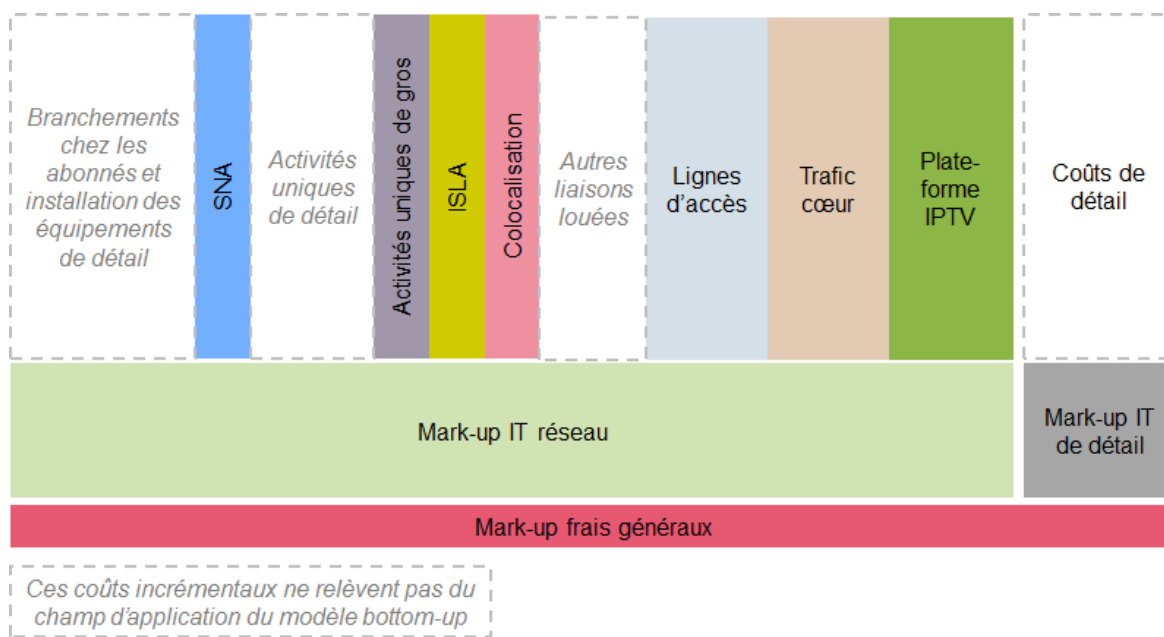 Branchements
chez les
abonnés et
installation des
équipements
de détail
SNA
Activités
uniques
de détail
Activités uniques de gros
ISLA
Colocalisation
Autres
liaisons
louées
Lignes
d'accès
Trafic
cœur
Plate-
forme
IPTV
Coûts de
détail
Mark-up IT réseau
Mark-up IT
de détail
Mark-up frais généraux
Ces coûts incrémentaux ne relèvent pas du
champ d'application du modèle bottom-up